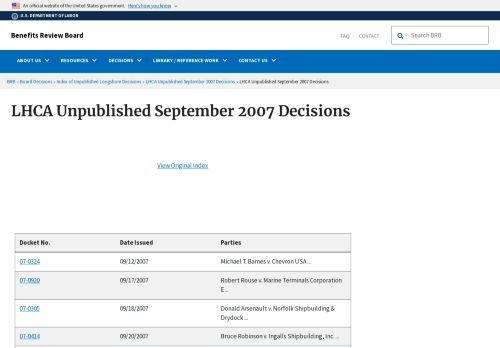 An official website of the United States government. Here's how you know
U.S. DEPARTMENT OF LABOR
Benefits Review Board
FAQ CONTACT
Search BRB
ABOUT US RESOURCES DECISIONS LIBRARY / REFERENCE WORK CONTACT US
BRB › Board Decisions › Index of Unpublished Longshore Decisions › LHCA Unpublished September 2007 Decisions › LHCA Unpublished September 2007 Decisions
LHCA Unpublished September 2007 Decisions
View Original Index
Docket No. Date Issued Parties
07-0324 09/12/2007 Michael T. Barnes v. Chevron USA ...
07-0920 09/17/2007 Robert Rouse v. Marine Terminals Corporation
E ...
07-0305 09/18/2007 Donald Arsenault v. Norfolk Shipbuilding &
Drydock ...
07-0414 09/20/2007 Bruce Robinson v. Ingalls Shipbuilding, Inc. ...